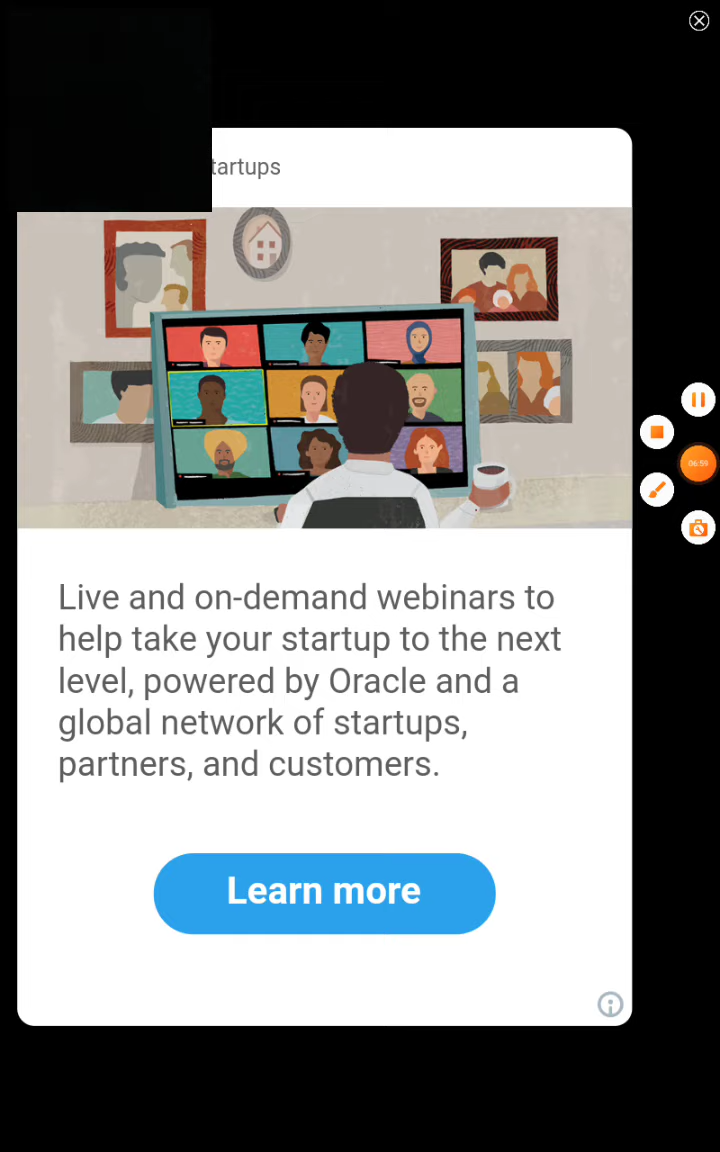 tartups
06:59
Live and on-demand webinars to
help take your startup to the next
level, powered by Oracle and a
global network of startups,
partners, and customers.
Learn more